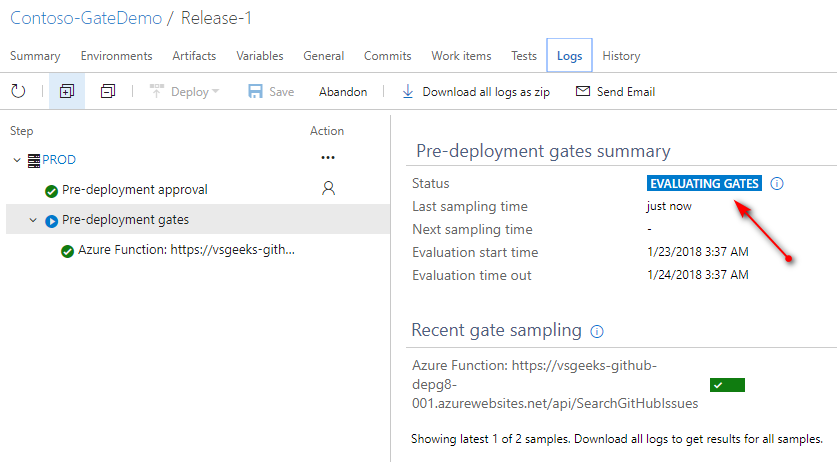 Contoso-GateDemo / Release-1
Summary Environments Artifacts Variables General Commits Work items Tests Logs History
Deploy Save Abandon Download all logs as zip Send Email
Step Action
PROD ...
Pre-deployment approval
Pre-deployment gates
Azure Function: https://vsgeeks-gith...
Pre-deployment gates summary
Status EVALUATING GATES
Last sampling time just now
Next sampling time -
Evaluation start time 1/23/2018 3:37 AM
Evaluation time out 1/24/2018 3:37 AM
Recent gate sampling
Azure Function: https://vsgeeks-github-
depg8-
001.azurewebsites.net/api/SearchGitHubIssues
Showing latest 1 of 2 samples. Download all logs to get results for all samples.